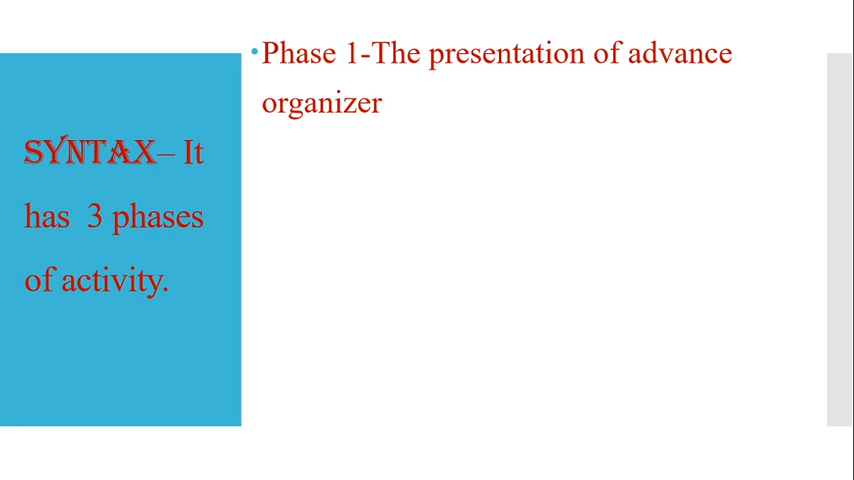 SYNTAX– It
has 3 phases
of activity.
•Phase 1-The presentation of advance
organizer